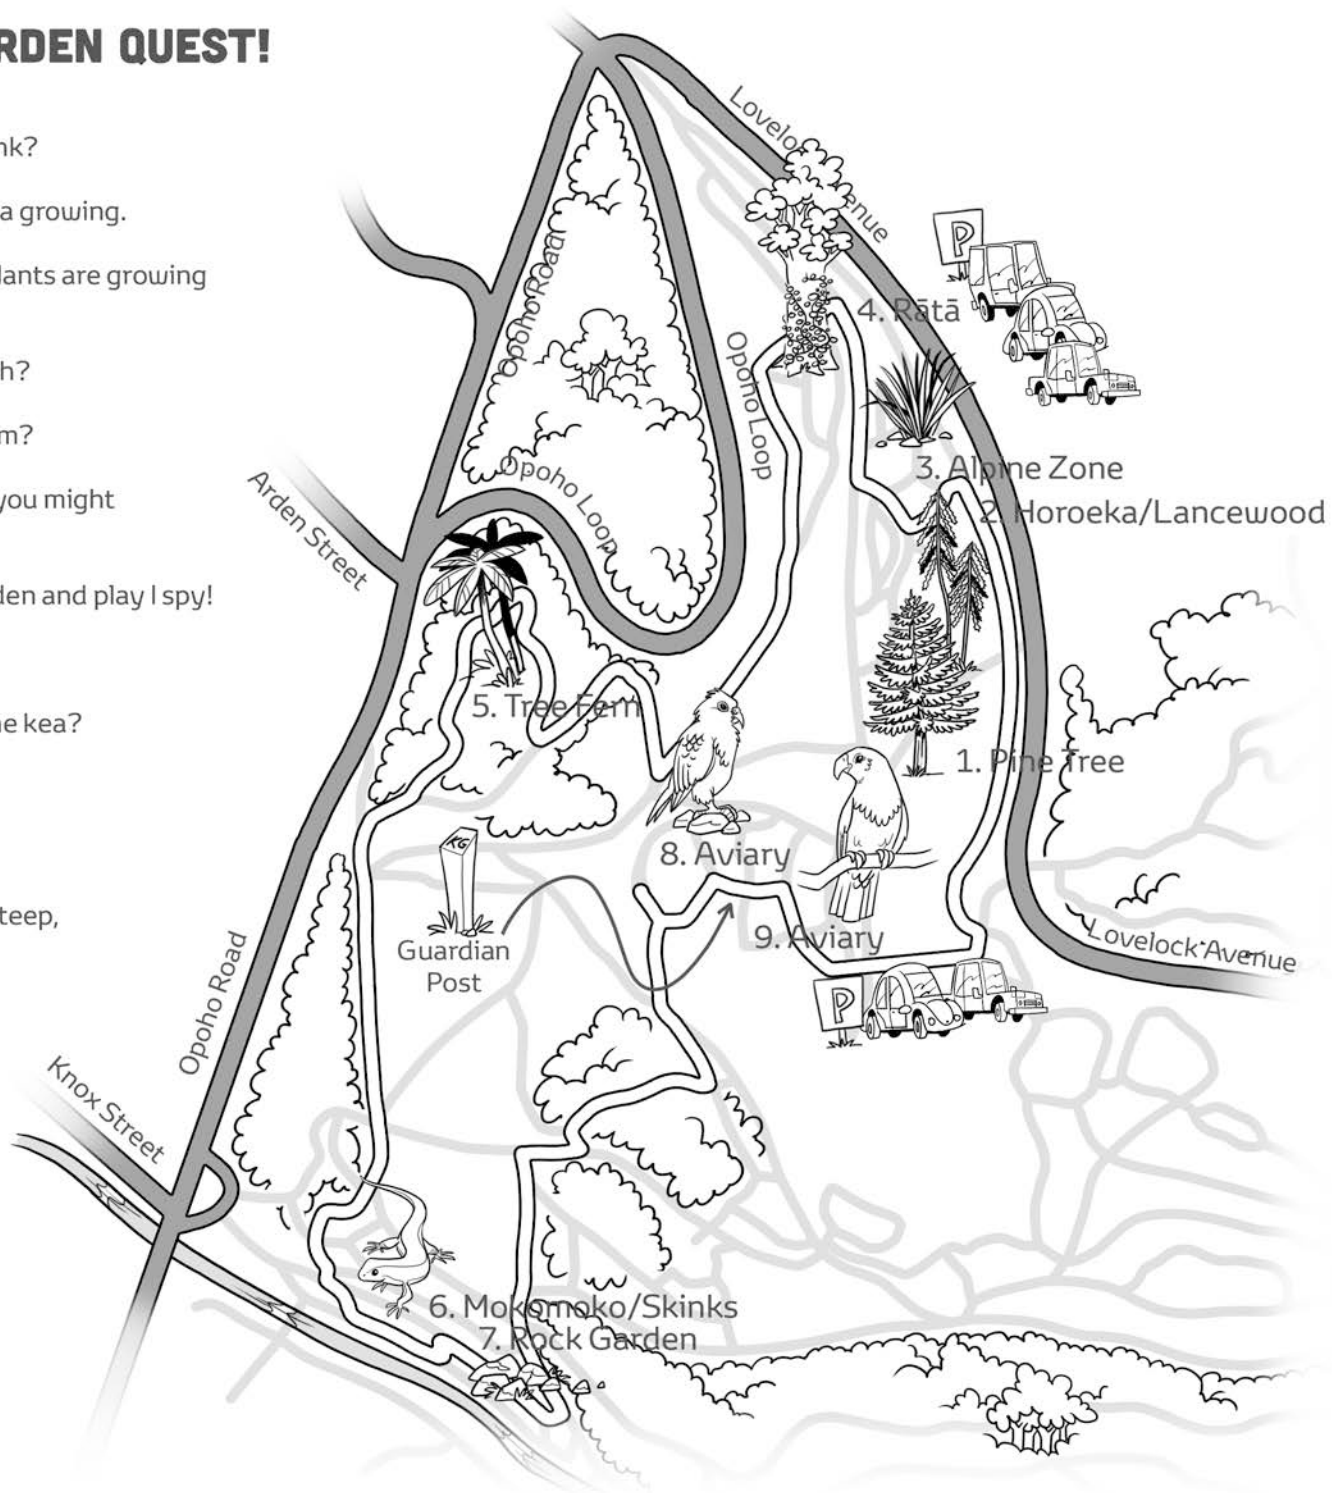 RDEN QUEST!
nk?
a growing.
lants are growing
h?
m?
you might
den and play I spy!
ne kea?
teep,
Lovelock Avenue
P
4. Rātā
Opoho Road
Opoho Loop
3. Alpine Zone
2. Horoeka/Lancewood
Opoho Loop
Arden Street
5. Tree Fern
1. Pine Tree
KG
8. Aviary
Guardian
Post
9. Aviary
Lovelock Avenue
P
Opoho Road
Knox Street
6. Mokomoko/Skinks
7. Rock Garden